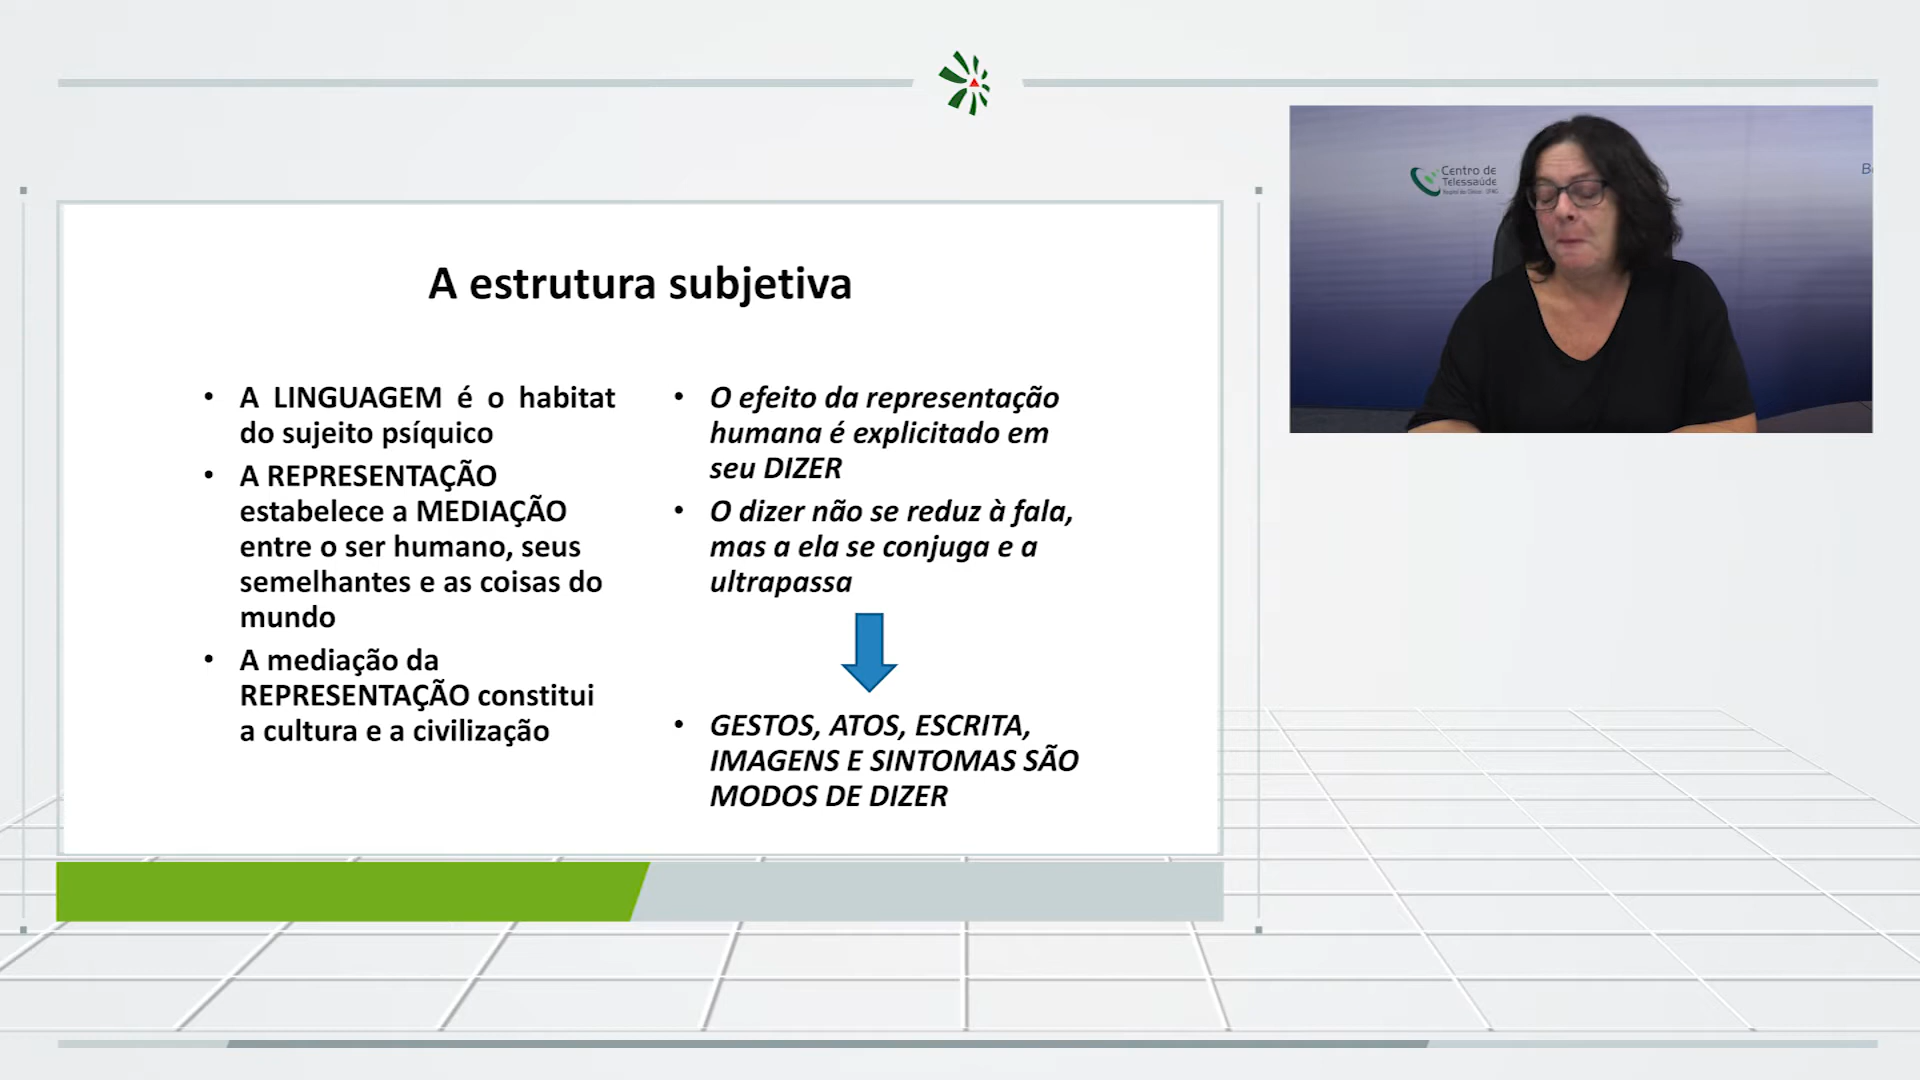 A estrutura subjetiva
• A LINGUAGEM é o habitat
do sujeito psíquico
• A REPRESENTAÇÃO
estabelece a MEDIAÇÃO
entre o ser humano, seus
semelhantes e as coisas do
mundo
• A mediação da
REPRESENTAÇÃO constitui
a cultura e a civilização
• O efeito da representação
humana é explicitado em
seu DIZER
• O dizer não se reduz à fala,
mas a ela se conjuga e a
ultrapassa
• GESTOS, ATOS, ESCRITA,
IMAGENS E SINTOMAS SÃO
MODOS DE DIZER
Centro de
Telessaúde